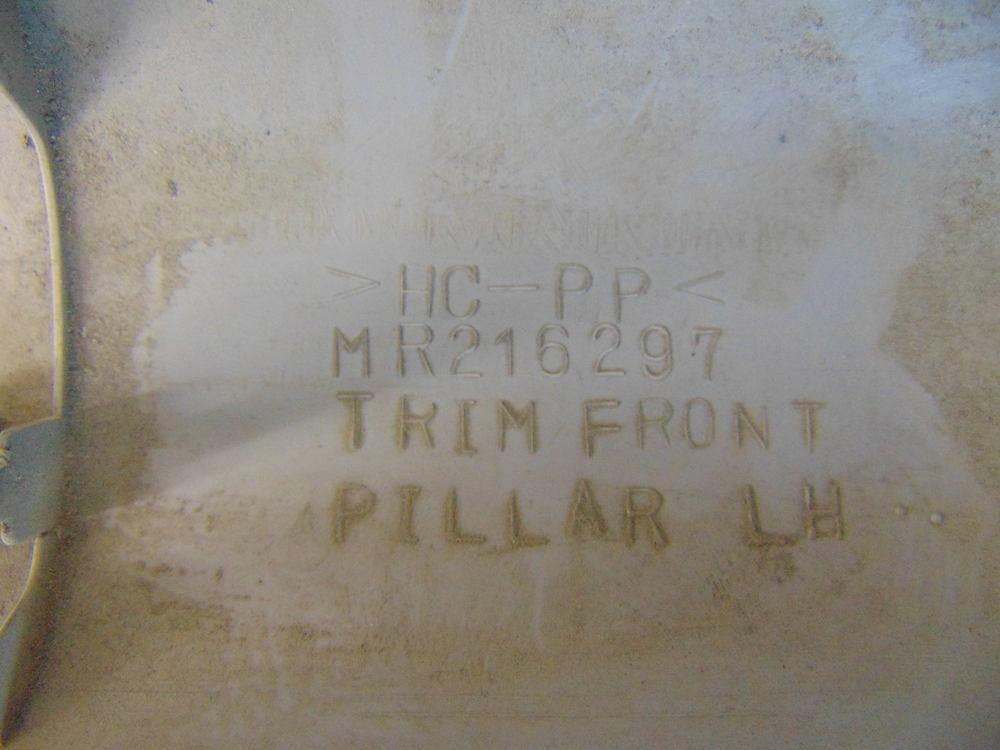 >HC-PP<
MR216297
TRIM FRONT
PILLAR LH